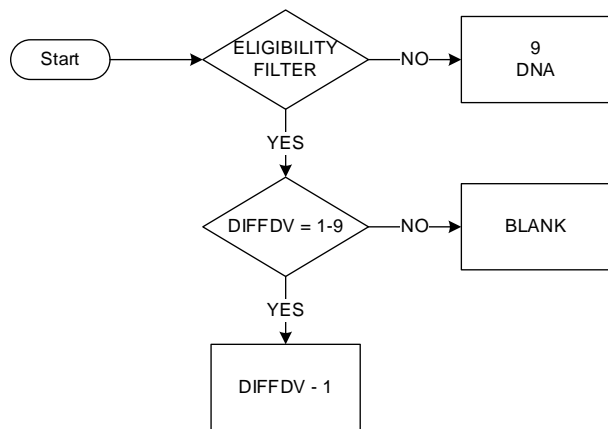 Start
ELIGIBILITY
FILTER
NO
9
DNA
YES
DIFFDV = 1-9
NO
BLANK
YES
DIFFDV - 1